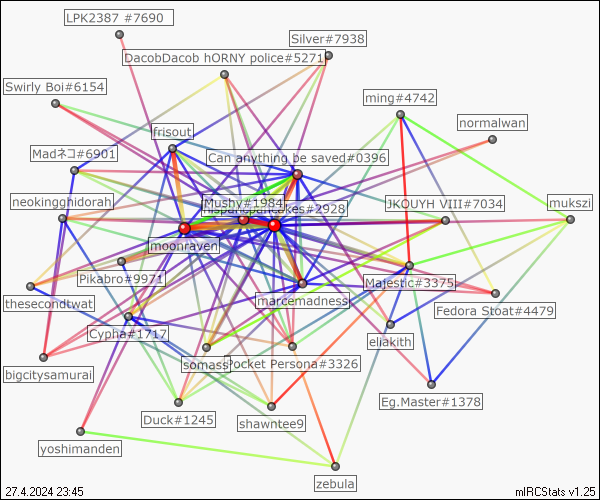 LPK2387 #7690
Silver#7938
DacobDacob hORNY police#5271
Swirly Boi#6154
ming#4742
normalwan
frisout
Madネコ#6901
Can anything be saved#0396
neokingghidorah
Mushy#1984
JKOUYH VIII#7034
mukszi
hispanicpancakes#2928
moonraven
Pikabro#9971
Majestic#3375
thesecondtwat
marcemadness
Fedora Stoat#4479
Cypha#1717
eliakith
bigcitysamurai
somass
Pocket Persona#3326
Eg.Master#1378
Duck#1245
shawntee9
yoshimanden
zebula
27.4.2024 23:45
mIRCStats v1.25